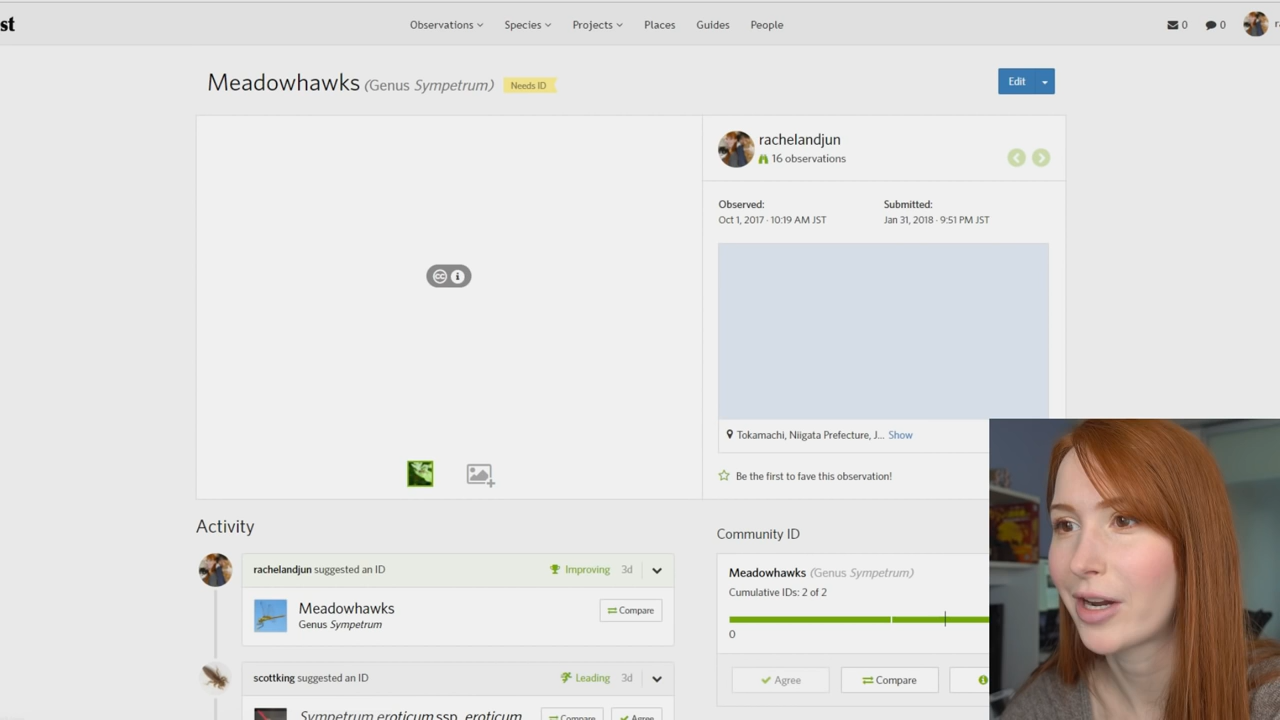 st
Observations
Species
Projects
Places
Guides
People
0
0
Meadowhawks (Genus Sympetrum) Needs ID
Edit
rachelandjun
16 observations
Observed:
Submitted:
Oct 1, 2017 · 10:19 AM JST
Jan 31, 2018 · 9:51 PM JST
cc i
Tokamachi, Niigata Prefecture, J... Show
Be the first to fave this observation!
Activity
rachelandjun suggested an ID Improving 3d
Meadowhawks
Genus Sympetrum
Compare
scottking suggested an ID Leading 3d
Sympetrum eroticum ssp. eroticum
Compare
Agree
Community ID
Meadowhawks (Genus Sympetrum)
Cumulative IDs: 2 of 2
0
Agree
Compare